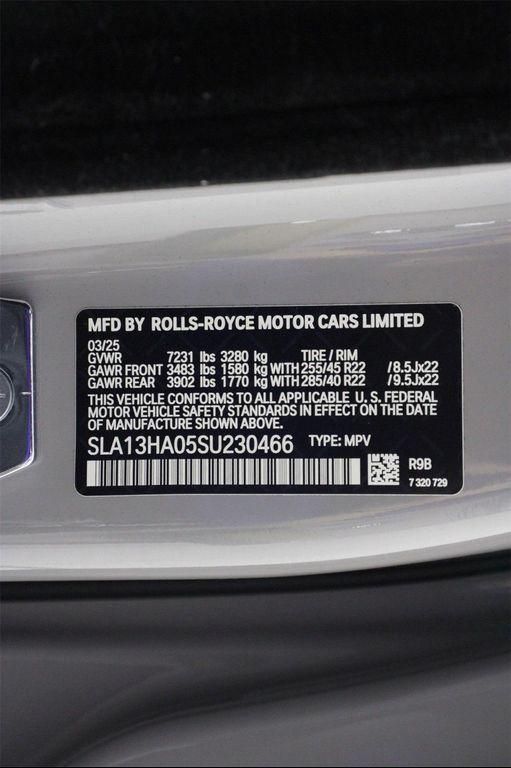 MFD BY ROLLS-ROYCE MOTOR CARS LIMITED
03/25
GVWR 7231 lbs 3280 kg TIRE / RIM
GAWR FRONT 3483 lbs 1580 kg WITH 255/45 R22 /8.5Jx22
GAWR REAR 3902 lbs 1770 kg WITH 285/40 R22 /9.5Jx22
THIS VEHICLE CONFORMS TO ALL APPLICABLE U. S. FEDERAL
MOTOR VEHICLE SAFETY STANDARDS IN EFFECT ON THE DATE
OF MANUFACTURE SHOWN ABOVE.
SLA13HA05SU230466 TYPE: MPV
R9B
7 320 729